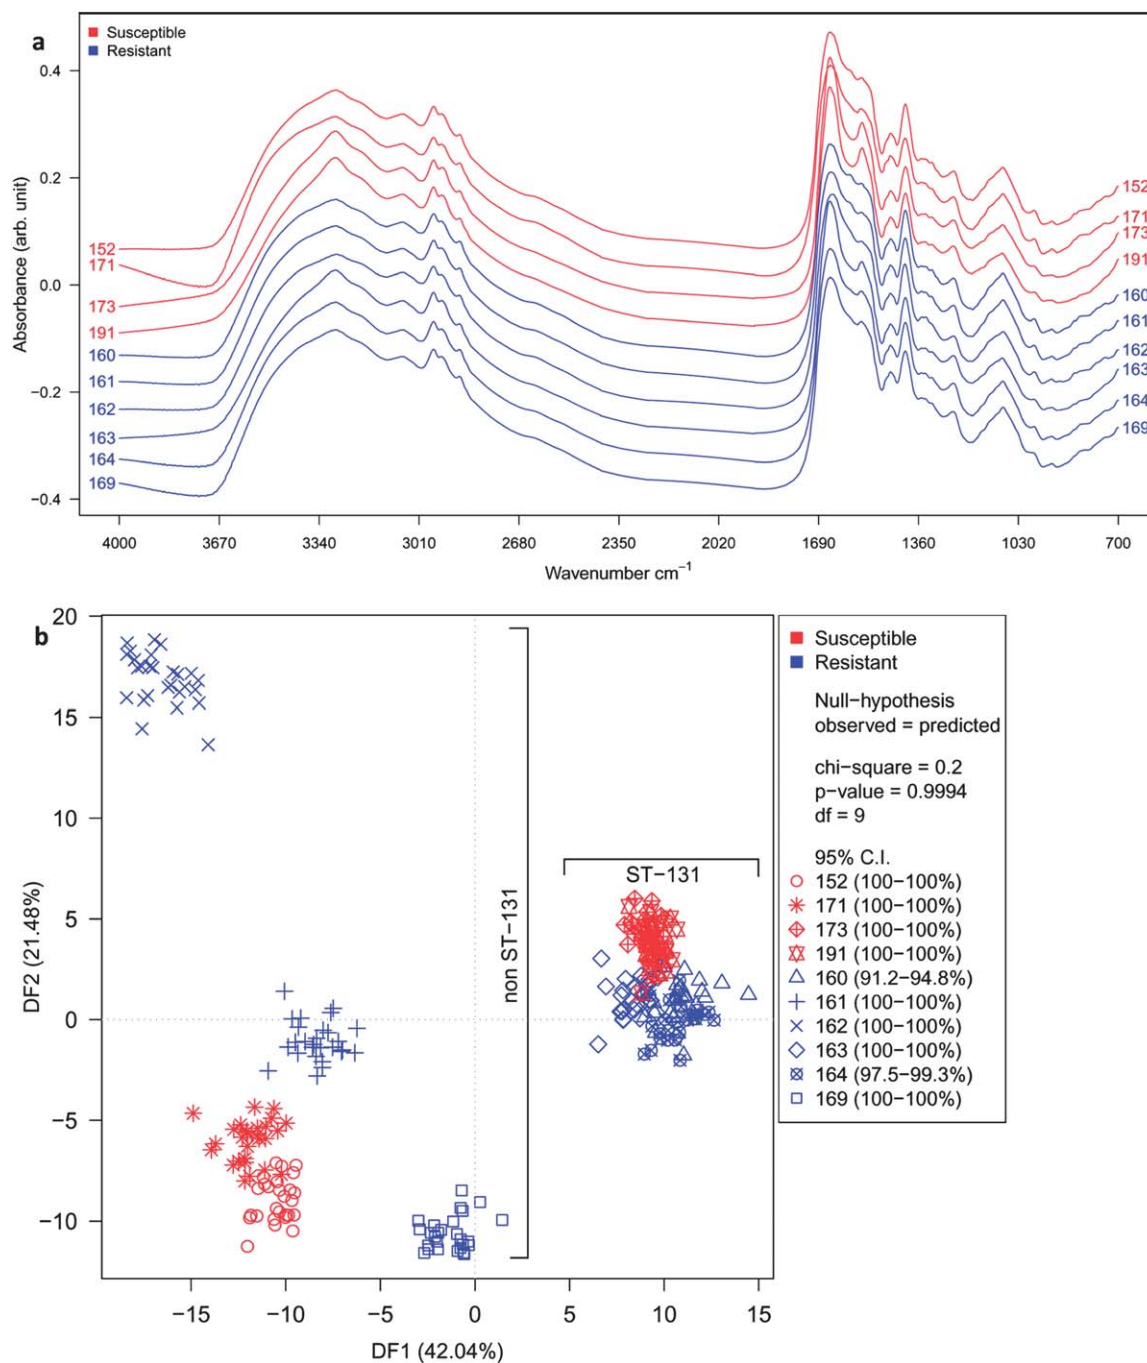 a
Susceptible
Resistant
0.4
0.2
0.0
−0.2
−0.4
Absorbance (arb. unit)
152
171
173
191
160
161
162
163
164
169
152
171
173
191
160
161
162
163
164
169
4000 3670 3340 3010 2680 2350 2020 1690 1360 1030 700
Wavenumber cm⁻¹
b
20
15
10
5
0
−5
−10
DF2 (21.48%)
non ST−131
ST−131
−15 −10 −5 0 5 10 15
DF1 (42.04%)
Susceptible
Resistant
Null−hypothesis
observed = predicted
chi−square = 0.2
p−value = 0.9994
df = 9
95% C.I.
152 (100−100%)
171 (100−100%)
173 (100−100%)
191 (100−100%)
160 (91.2−94.8%)
161 (100−100%)
162 (100−100%)
163 (100−100%)
164 (97.5−99.3%)
169 (100−100%)